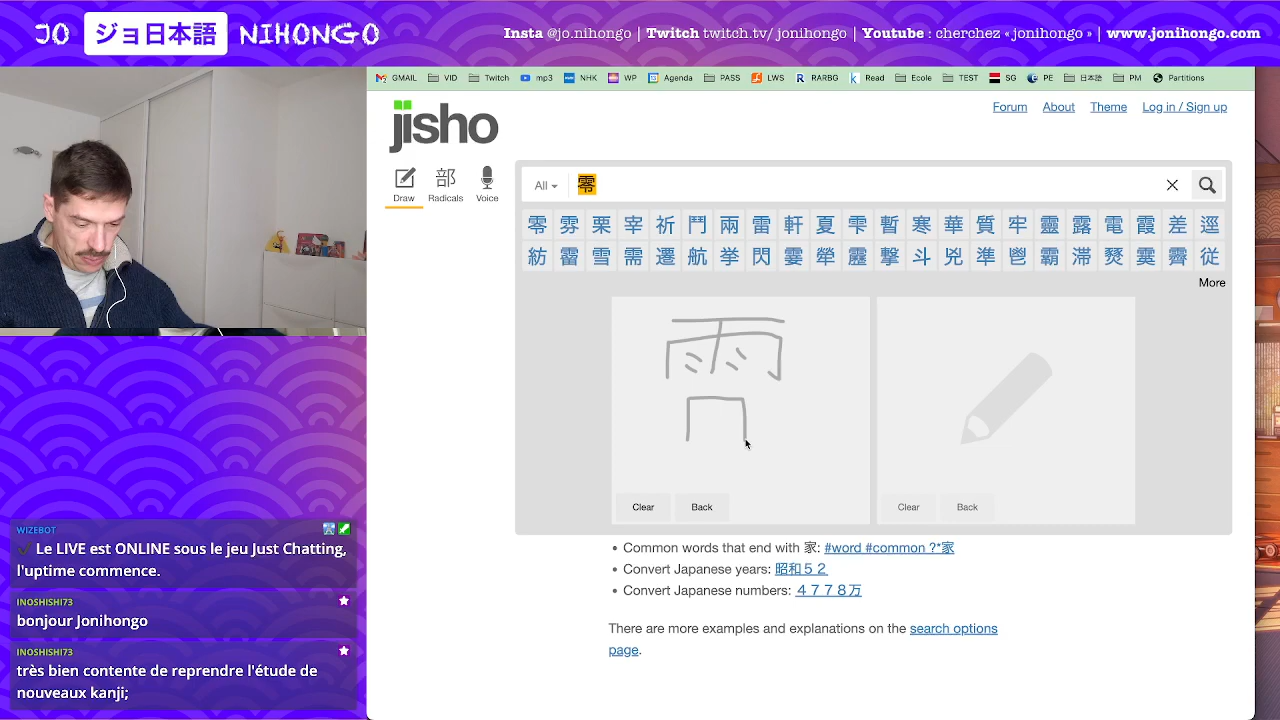 JO ジョ日本語 NIHONGO
Insta @jo.nihongo | Twitch twitch.tv/ jonihongo | Youtube : cherchez « jonihongo » | www.jonihongo.com
GMAIL VID Twitch mp3 NHK WP Agenda PASS LWS RARBG Read Ecole TEST SG PE 日本語 PM Partitions
jisho
Forum About Theme Log in / Sign up
Draw 部 Radicals Voice
All 零
零 雰 栗 宰 祈 鬥 兩 雷 軒 夏 雫 暫 寒 華 質 牢 靈 露 電 霞 差 逕
紡 霤 雪 需 遷 航 挙 閃 霎 犖 撃 斗 兇 準 鬯 霸 滞 従
More
Clear Back
Clear Back
• Common words that end with 家: #word #common ?*家
• Convert Japanese years: 昭和５２
• Convert Japanese numbers: ４７７８万
There are more examples and explanations on the search options
page.
WIZEBOT
Le LIVE est ONLINE sous le jeu Just Chatting,
l'uptime commence.
INOSHISHI73
bonjour Jonihongo
INOSHISHI73
très bien contente de reprendre l'étude de
nouveaux kanji;